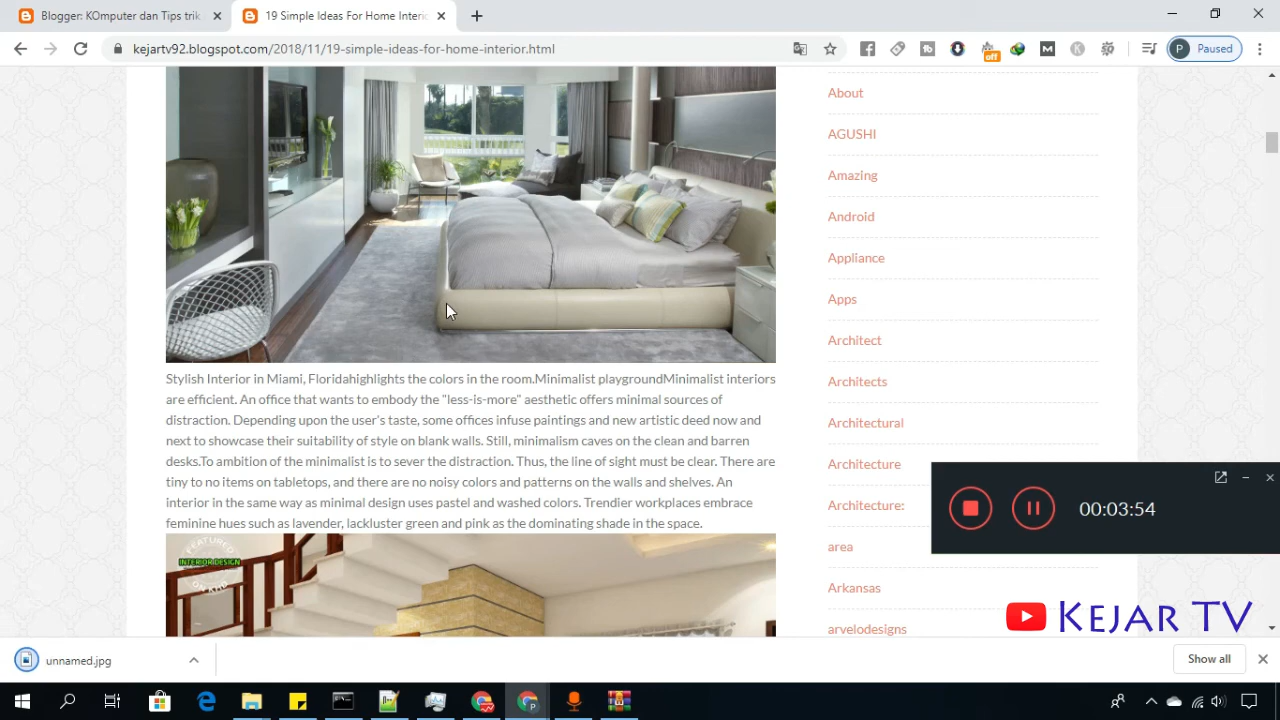 Blogger: KOmputer dan Tips trik
19 Simple Ideas For Home Interio
kejartv92.blogspot.com/2018/11/19-simple-ideas-for-home-interior.html
off
M
K
P Paused
Stylish Interior in Miami, Floridahighlights the colors in the room.Minimalist playgroundMinimalist interiors
are efficient. An office that wants to embody the "less-is-more" aesthetic offers minimal sources of
distraction. Depending upon the user's taste, some offices infuse paintings and new artistic deed now and
next to showcase their suitability of style on blank walls. Still, minimalism caves on the clean and barren
desks.To ambition of the minimalist is to sever the distraction. Thus, the line of sight must be clear. There are
tiny to no items on tabletops, and there are no noisy colors and patterns on the walls and shelves. An
interior in the same way as minimal design uses pastel and washed colors. Trendier workplaces embrace
feminine hues such as lavender, lackluster green and pink as the dominating shade in the space.
FEATURED
INTERIOR DESIGN
About
AGUSHI
Amazing
Android
Appliance
Apps
Architect
Architects
Architectural
Architecture
Architecture:
area
Arkansas
arvelodesigns
00:03:54
KEJAR TV
unnamed.jpg
Show all